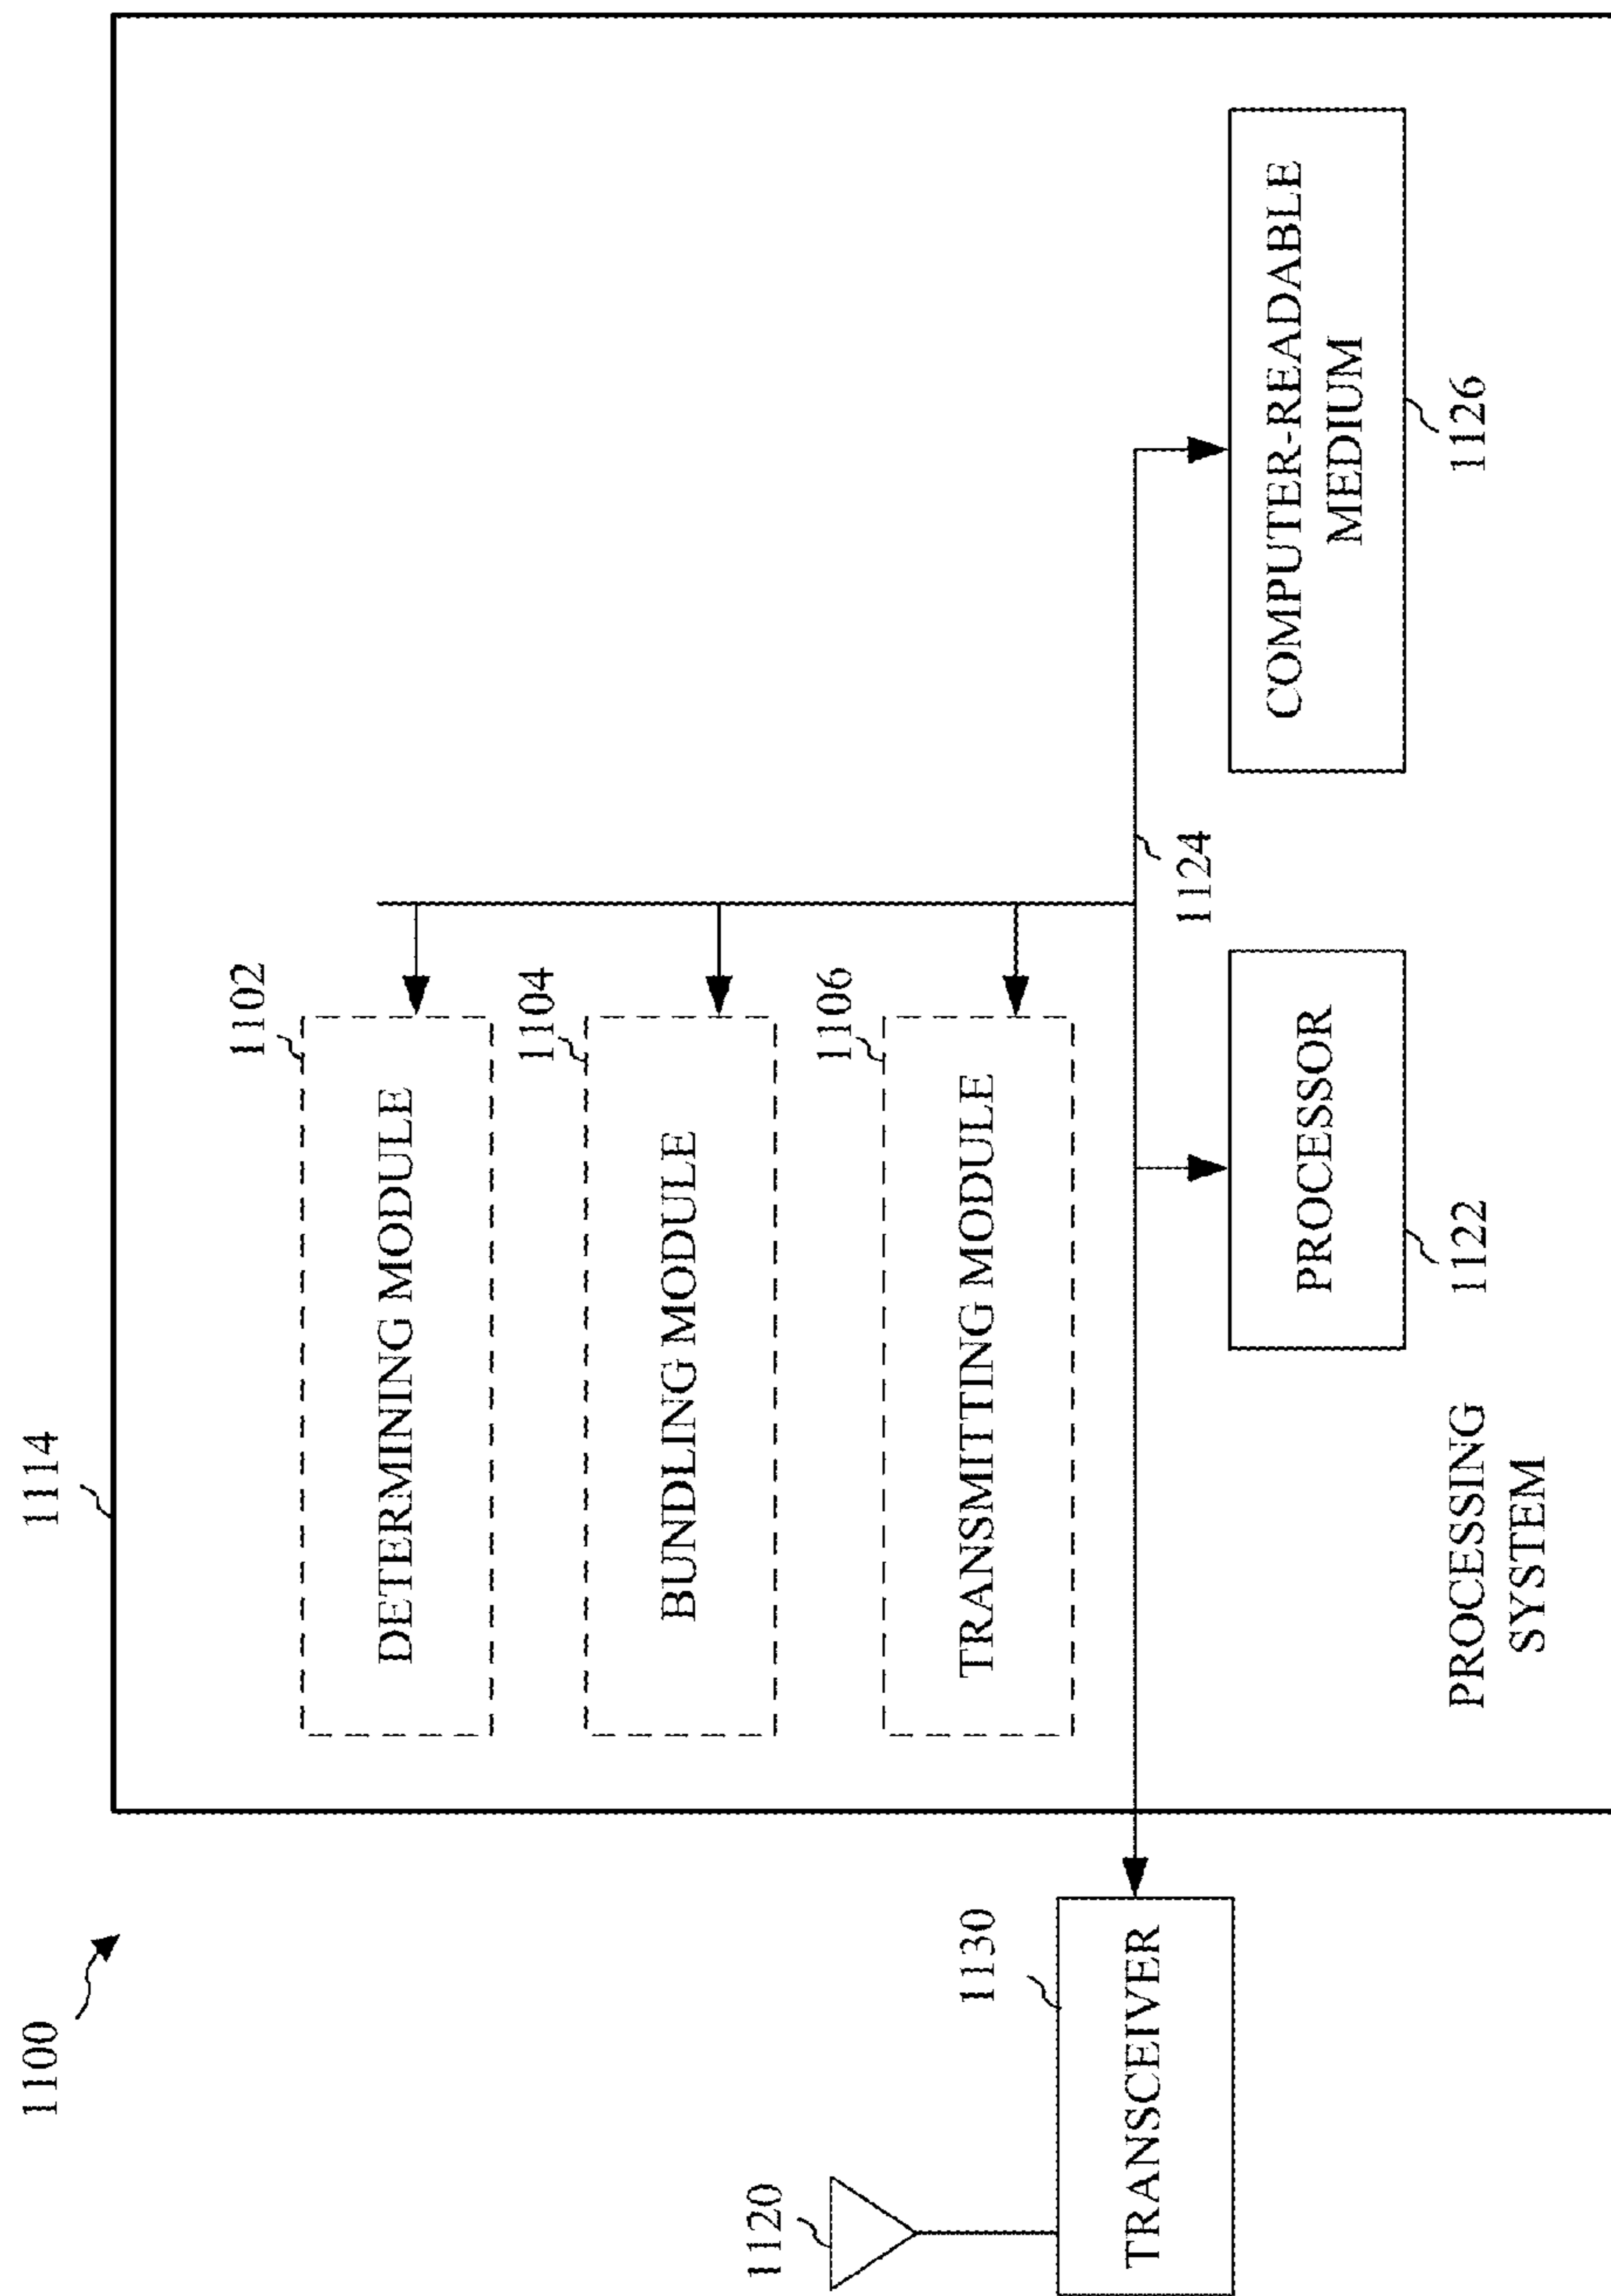 1100
1114
1102
DETERMINING MODULE
1104
BUNDLING MODULE
1106
TRANSMITTING MODULE
1120
1130
TRANSCEIVER
1124
PROCESSOR
1122
COMPUTER-READABLE
MEDIUM
1126
PROCESSING
SYSTEM